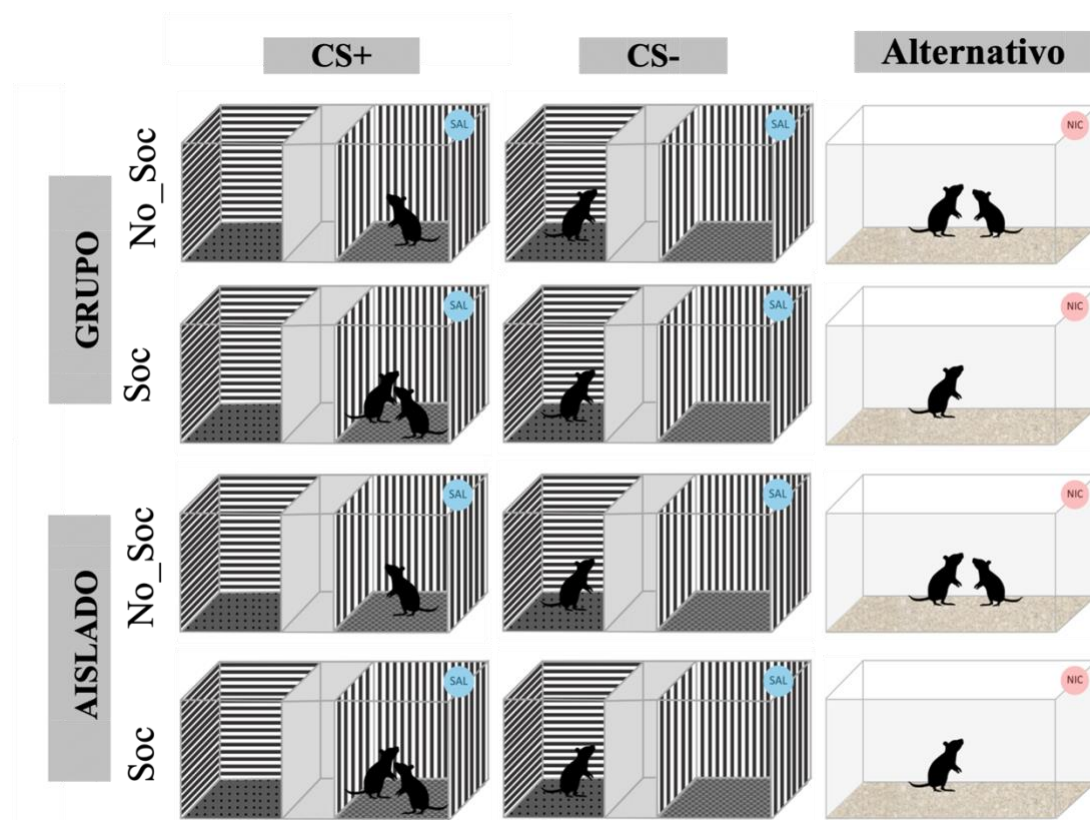 CS+
CS-
Alternativo
GRUPO
No_Soc
SAL
SAL
NIC
Soc
SAL
SAL
NIC
AISLADO
No_Soc
SAL
SAL
NIC
Soc
SAL
SAL
NIC